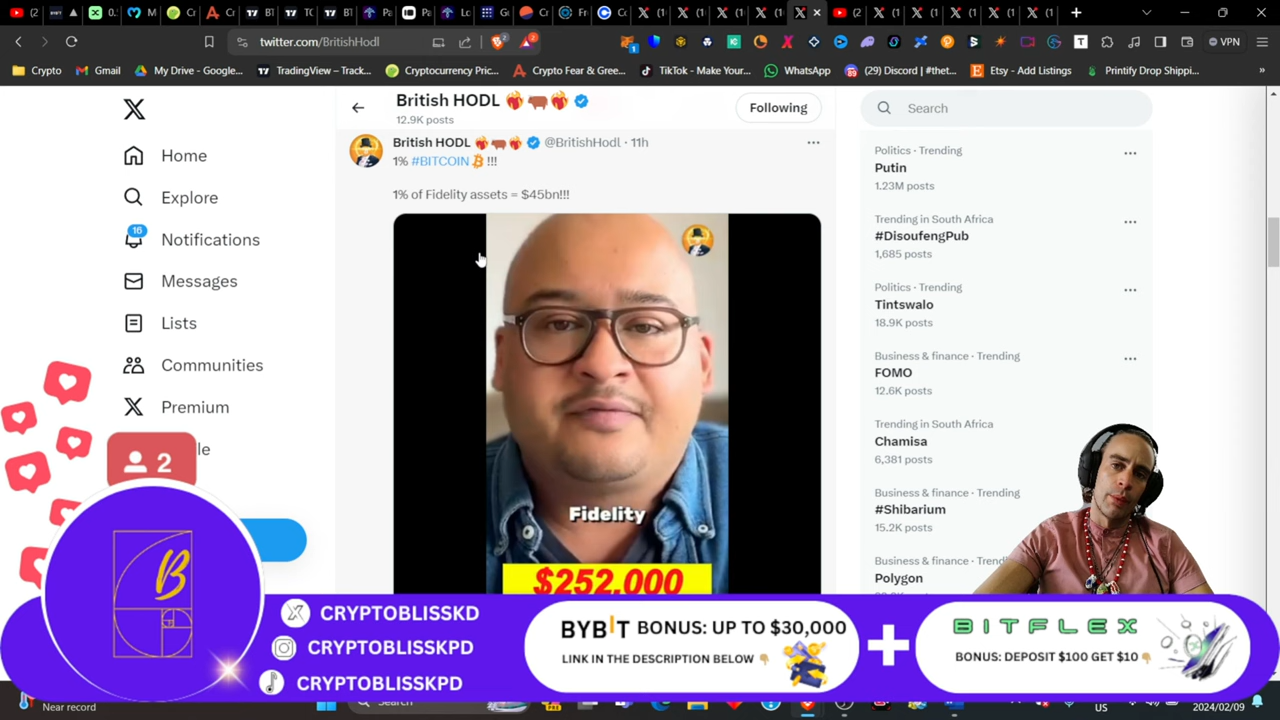 twitter.com/BritishHodl
VPN
Crypto
Gmail
My Drive - Google...
TradingView – Track...
Cryptocurrency Pric...
Crypto Fear & Gree...
TikTok - Make Your...
WhatsApp
(29) Discord | #thet...
Etsy - Add Listings
Printify Drop Shippi...
Home
Explore
16
Notifications
Messages
Lists
Communities
Premium
le
2
British HODL
12.9K posts
Following
British HODL @BritishHodl · 11h
1% #BITCOIN !!!
1% of Fidelity assets = $45bn!!!
Fidelity
$252,000
Search
Politics · Trending
Putin
1.23M posts
Trending in South Africa
#DisoufengPub
1,685 posts
Politics · Trending
Tintswalo
18.9K posts
Business & finance · Trending
FOMO
12.6K posts
Trending in South Africa
Chamisa
6,381 posts
Business & finance · Trending
#Shibarium
15.2K posts
Business & finance · Trendi
Polygon
B
CRYPTOBLISSKD
CRYPTOBLISSKPD
CRYPTOBLISSKPD
BYBIT BONUS: UP TO $30,000
LINK IN THE DESCRIPTION BELOW
BITFLEX
BONUS: DEPOSIT $100 GET $10
Near record
Search
US
2024/02/09